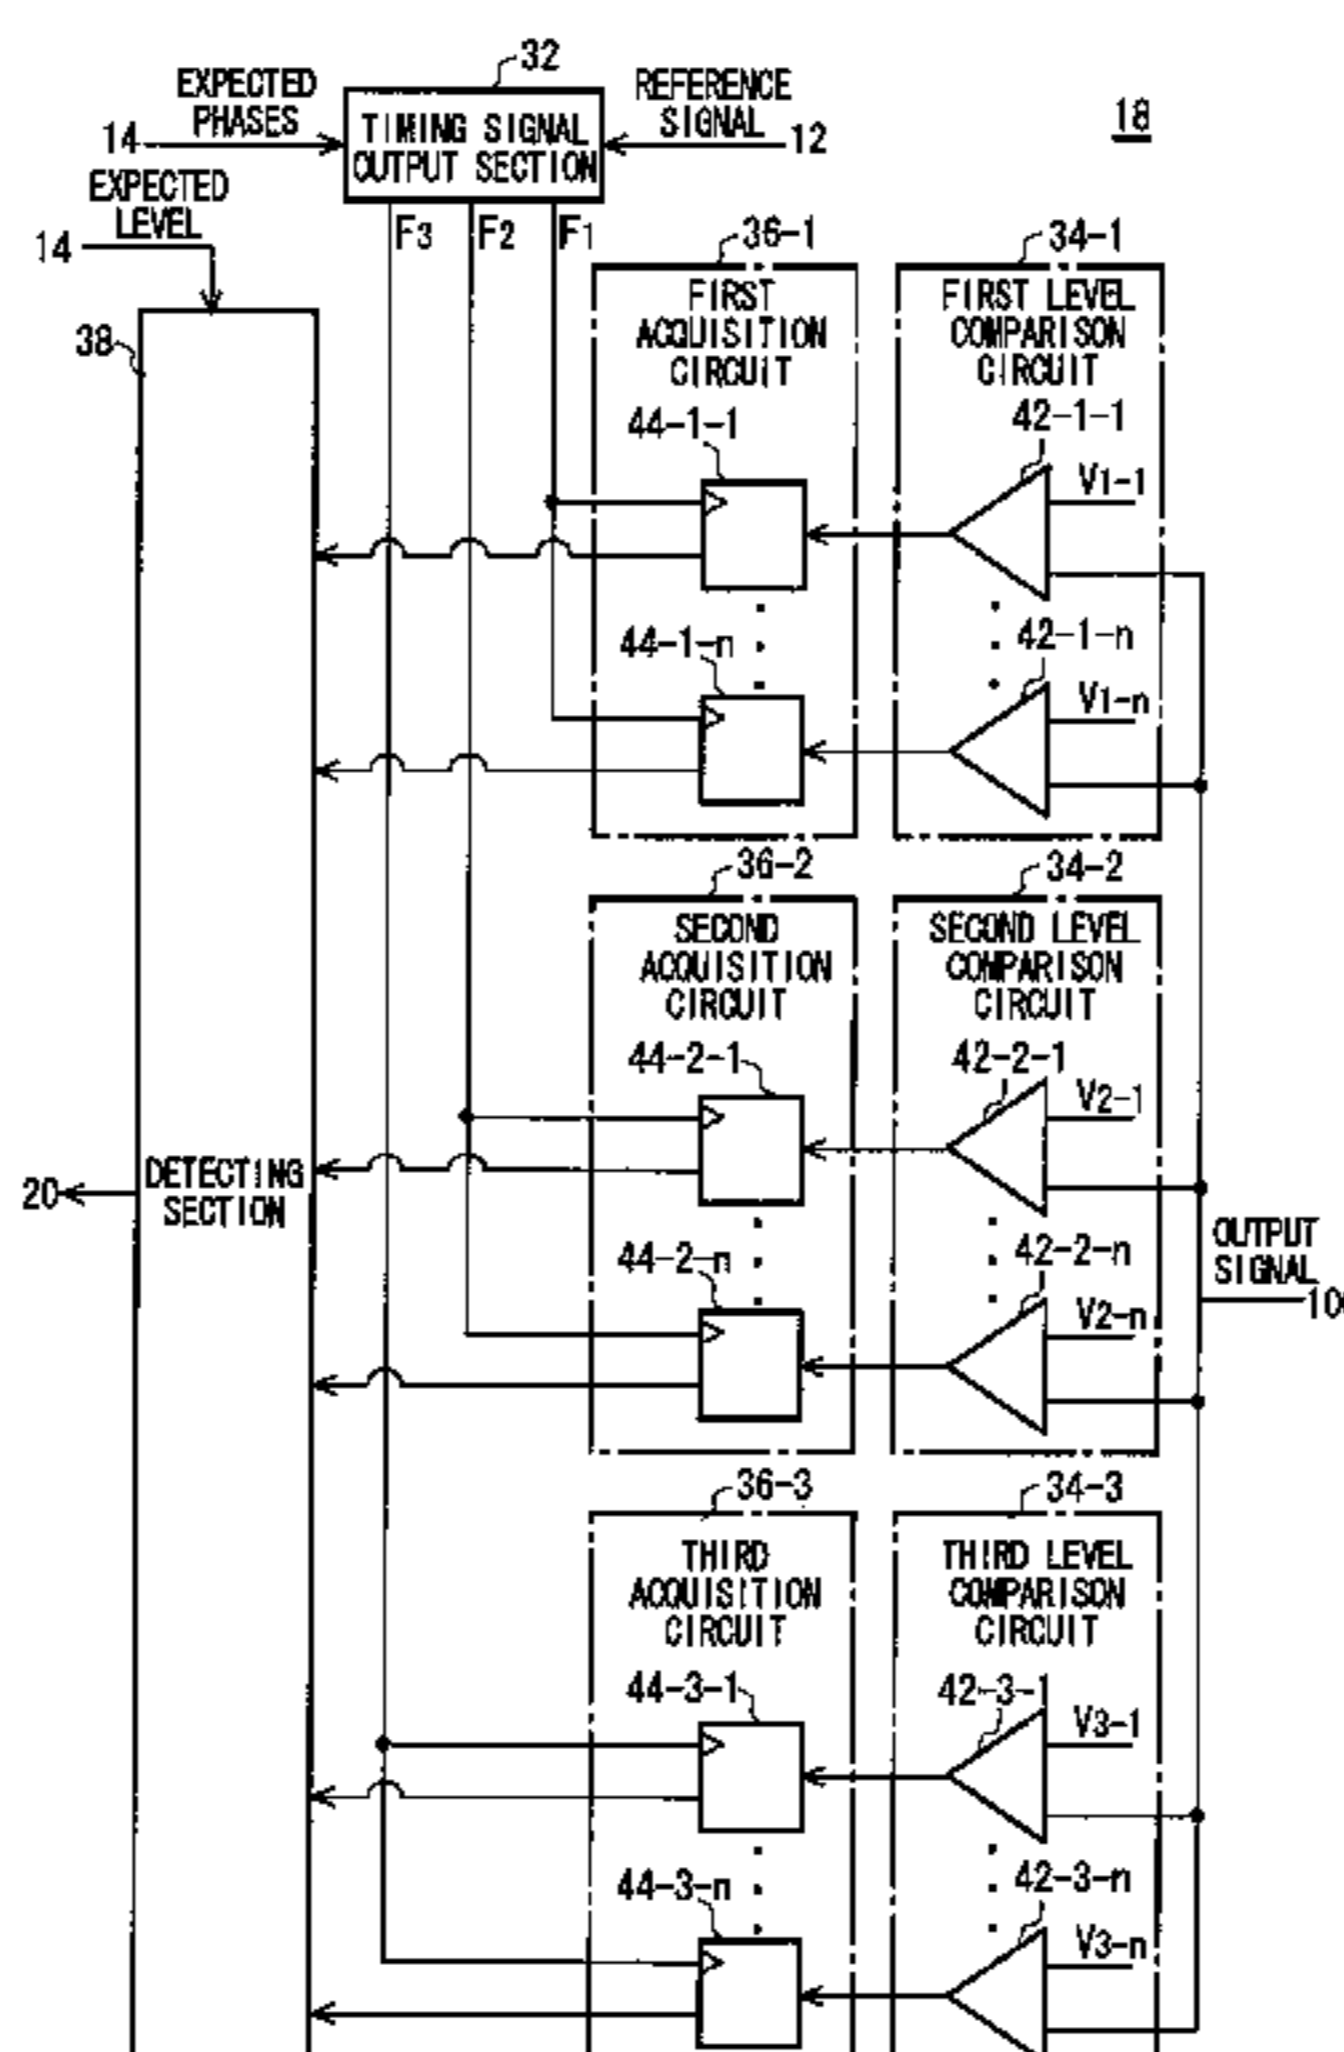 32
EXPECTED
PHASES
14
TIMING SIGNAL
OUTPUT SECTION
REFERENCE
SIGNAL
12
18
EXPECTED
LEVEL
14
F3
F2
F1
38
36-1
FIRST
ACQUISITION
CIRCUIT
44-1-1
44-1-n
34-1
FIRST LEVEL
COMPARISON
CIRCUIT
42-1-1
V1-1
42-1-n
V1-n
36-2
SECOND
ACQUISITION
CIRCUIT
44-2-1
44-2-n
34-2
SECOND LEVEL
COMPARISON
CIRCUIT
42-2-1
V2-1
42-2-n
V2-n
DETECTING
SECTION
20
OUTPUT
SIGNAL
36-3
THIRD
ACQUISITION
CIRCUIT
44-3-1
44-3-n
34-3
THIRD LEVEL
COMPARISON
CIRCUIT
42-3-1
V3-1
42-3-n
V3-n